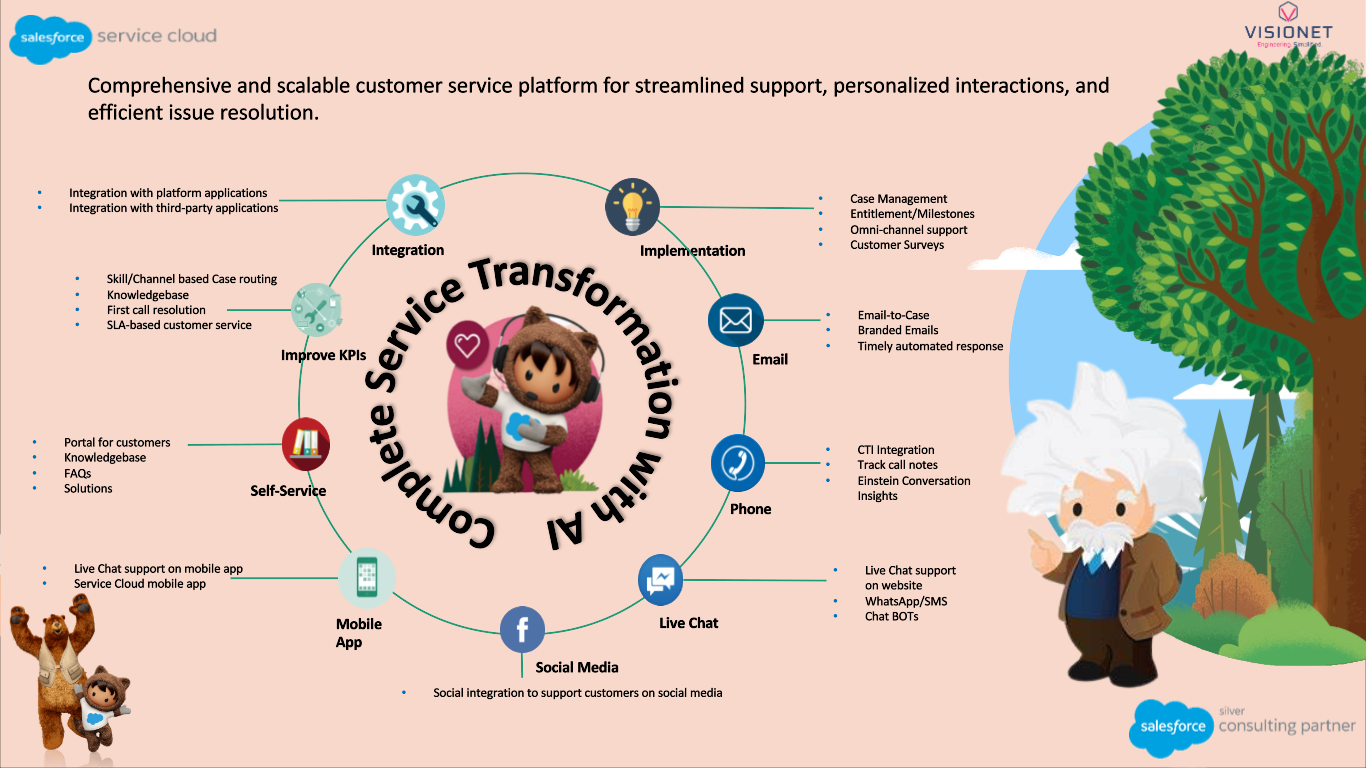 salesforce service cloud
VISIONET
Engineering. Simplified.
Comprehensive and scalable customer service platform for streamlined support, personalized interactions, and
efficient issue resolution.
• Integration with platform applications
• Integration with third-party applications
Integration
Implementation
• Case Management
• Entitlement/Milestones
• Omni-channel support
• Customer Surveys
• Skill/Channel based Case routing
• Knowledgebase
• First call resolution
• SLA-based customer service
Improve KPIs
Complete Service Transformation with AI
Email
• Email-to-Case
• Branded Emails
• Timely automated response
• Portal for customers
• Knowledgebase
• FAQs
• Solutions
Self-Service
Phone
• CTI Integration
• Track call notes
• Einstein Conversation
Insights
• Live Chat support on mobile app
• Service Cloud mobile app
Mobile
App
Live Chat
• Live Chat support
on website
• WhatsApp/SMS
• Chat BOTs
f
Social Media
• Social integration to support customers on social media
salesforce silver
consulting partner